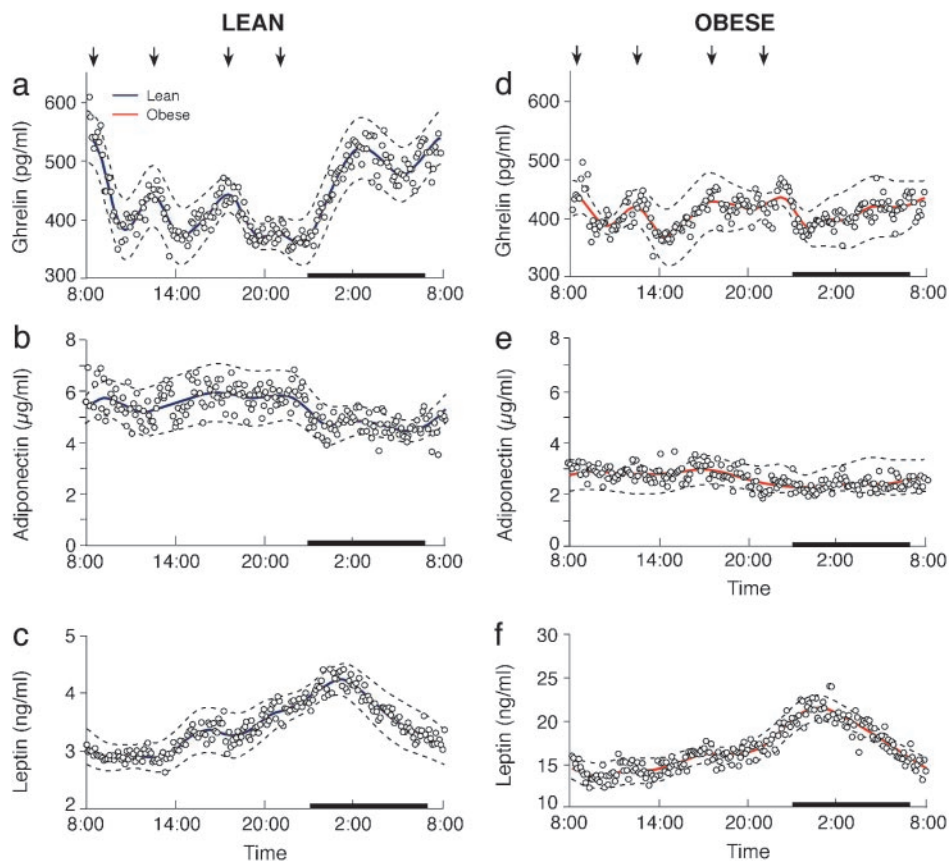 LEAN
OBESE
a
Lean
Obese
Ghrelin (pg/ml)
600
500
400
300
8:00 14:00 20:00 2:00 8:00
d
Ghrelin (pg/ml)
600
500
400
300
8:00 14:00 20:00 2:00 8:00
b
Adiponectin (µg/ml)
8
6
4
2
0
8:00 14:00 20:00 2:00 8:00
e
Adiponectin (µg/ml)
8
6
4
2
0
8:00 14:00 20:00 2:00 8:00
Time
c
Leptin (ng/ml)
5
4
3
2
8:00 14:00 20:00 2:00 8:00
Time
f
Leptin (ng/ml)
30
25
20
15
10
8:00 14:00 20:00 2:00 8:00
Time